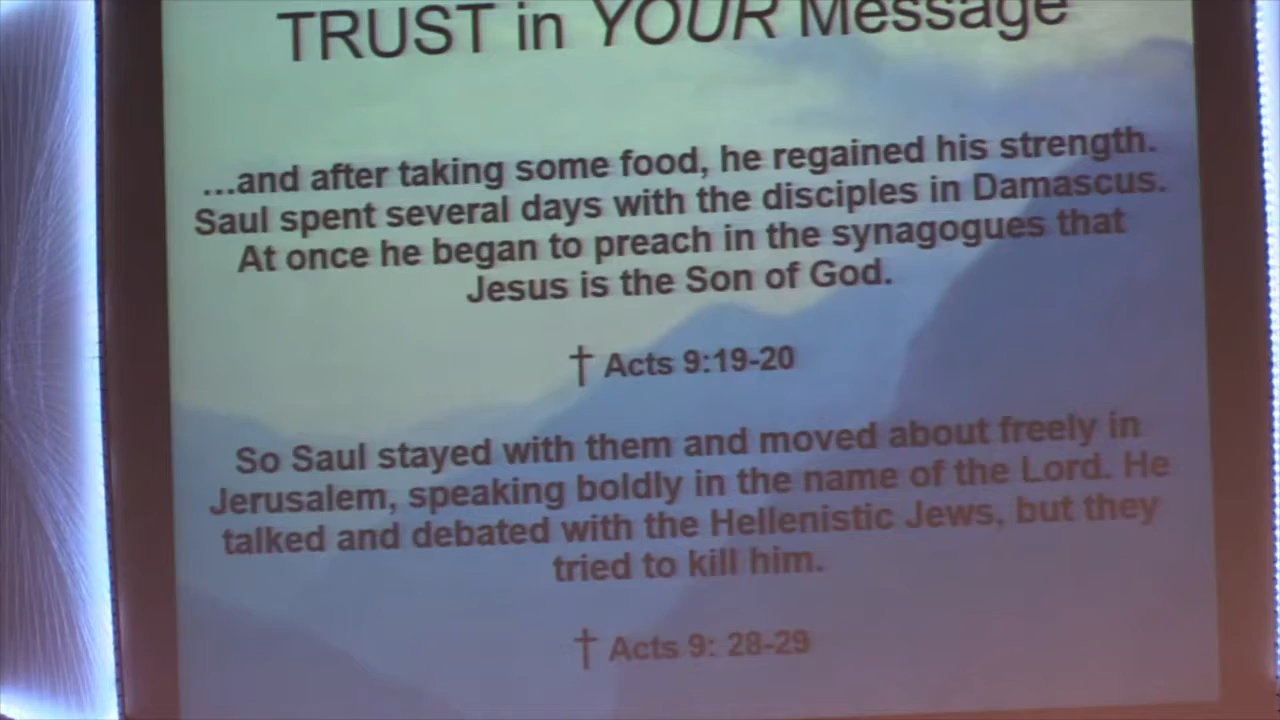 TRUST in YOUR Message
...and after taking some food, he regained his strength.
Saul spent several days with the disciples in Damascus.
At once he began to preach in the synagogues that
Jesus is the Son of God.
† Acts 9:19-20
So Saul stayed with them and moved about freely in
Jerusalem, speaking boldly in the name of the Lord. He
talked and debated with the Hellenistic Jews, but they
tried to kill him.
† Acts 9: 28-29